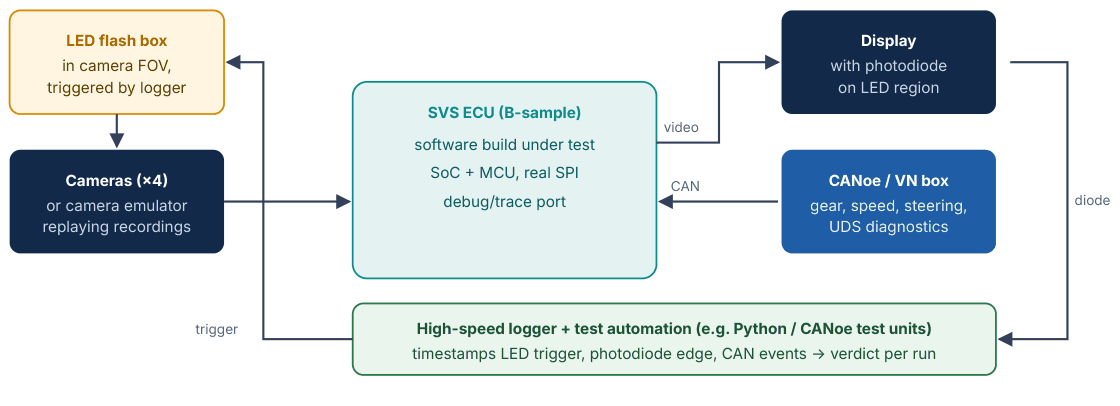 LED flash box
in camera FOV,
triggered by logger
Cameras (×4)
or camera emulator
replaying recordings
SVS ECU (B-sample)
software build under test
SoC + MCU, real SPI
debug/trace port
video
CAN
Display
with photodiode
on LED region
CANoe / VN box
gear, speed, steering,
UDS diagnostics
diode
trigger
High-speed logger + test automation (e.g. Python / CANoe test units)
timestamps LED trigger, photodiode edge, CAN events → verdict per run